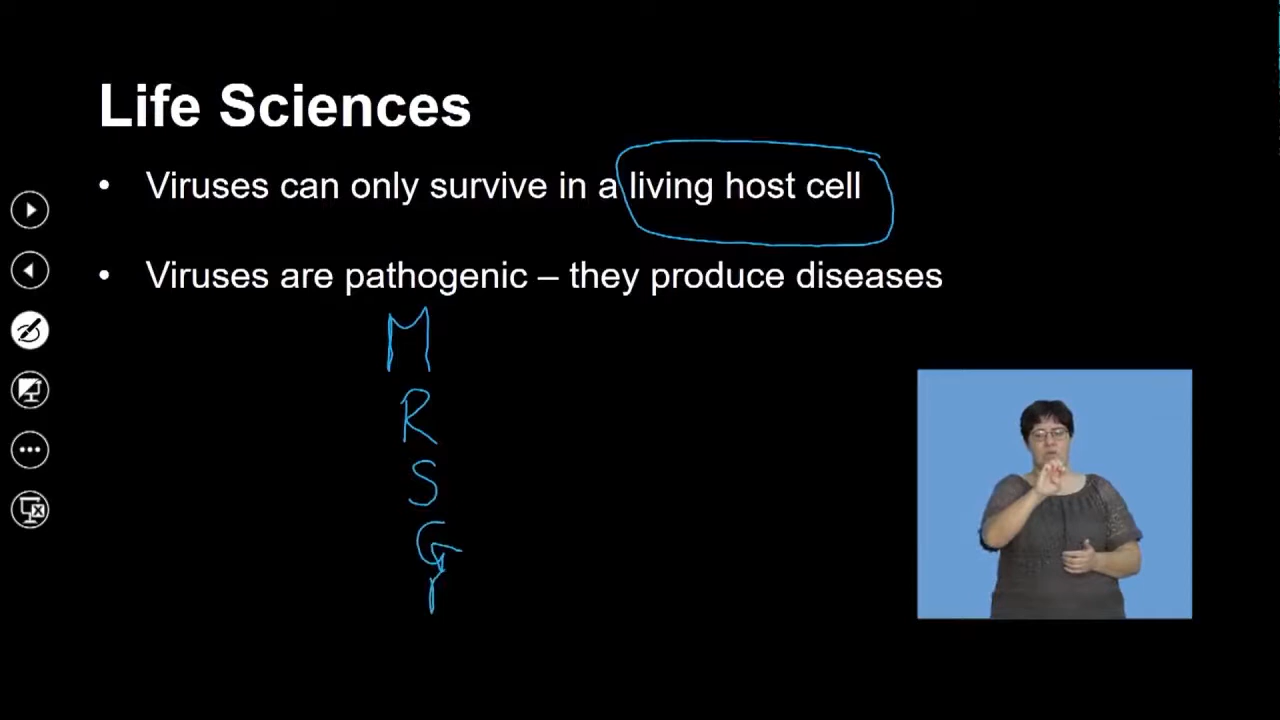 Life Sciences
• Viruses can only survive in a living host cell
• Viruses are pathogenic – they produce diseases
M
R
S
G